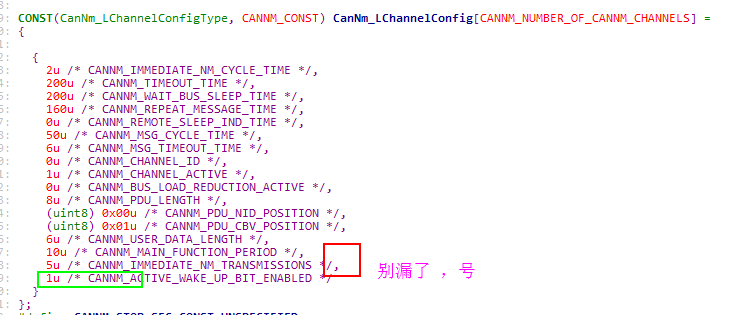 CONST(CanNm_LChannelConfigType, CANNM_CONST) CanNm_LChannelConfig[CANNM_NUMBER_OF_CANNM_CHANNELS] =
{
{
2u /* CANNM_IMMEDIATE_NM_CYCLE_TIME */,
200u /* CANNM_TIMEOUT_TIME */,
200u /* CANNM_WAIT_BUS_SLEEP_TIME */,
160u /* CANNM_REPEAT_MESSAGE_TIME */,
0u /* CANNM_REMOTE_SLEEP_IND_TIME */,
50u /* CANNM_MSG_CYCLE_TIME */,
6u /* CANNM_MSG_TIMEOUT_TIME */,
0u /* CANNM_CHANNEL_ID */,
1u /* CANNM_CHANNEL_ACTIVE */,
0u /* CANNM_BUS_LOAD_REDUCTION_ACTIVE */,
8u /* CANNM_PDU_LENGTH */,
(uint8) 0x00u /* CANNM_PDU_NID_POSITION */,
(uint8) 0x01u /* CANNM_PDU_CBV_POSITION */,
6u /* CANNM_USER_DATA_LENGTH */,
10u /* CANNM_MAIN_FUNCTION_PERIOD */,
5u /* CANNM_IMMEDIATE_NM_TRANSMISSIONS */, 别漏了 ，号
1u /* CANNM_ACTIVE_WAKE_UP_BIT_ENABLED */
}
};